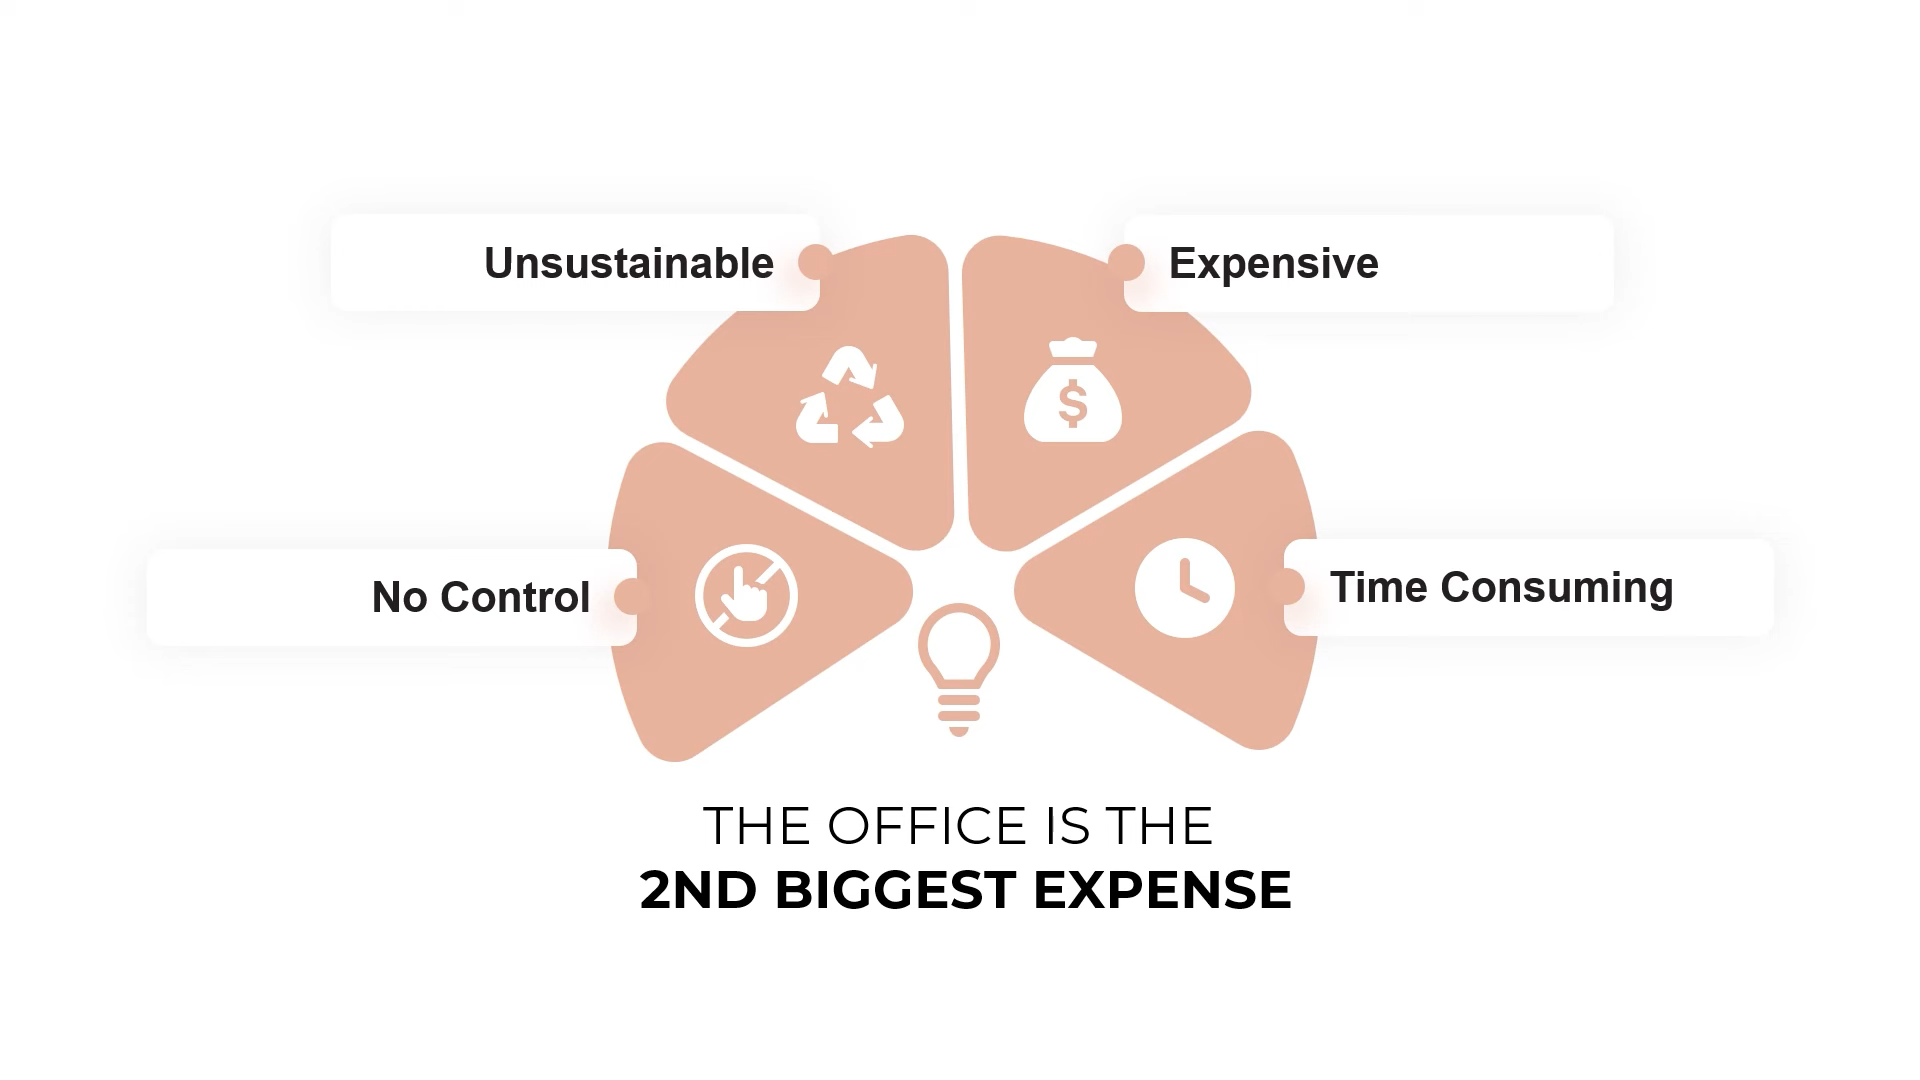 Unsustainable
Expensive
$
No Control
Time Consuming
THE OFFICE IS THE
2ND BIGGEST EXPENSE